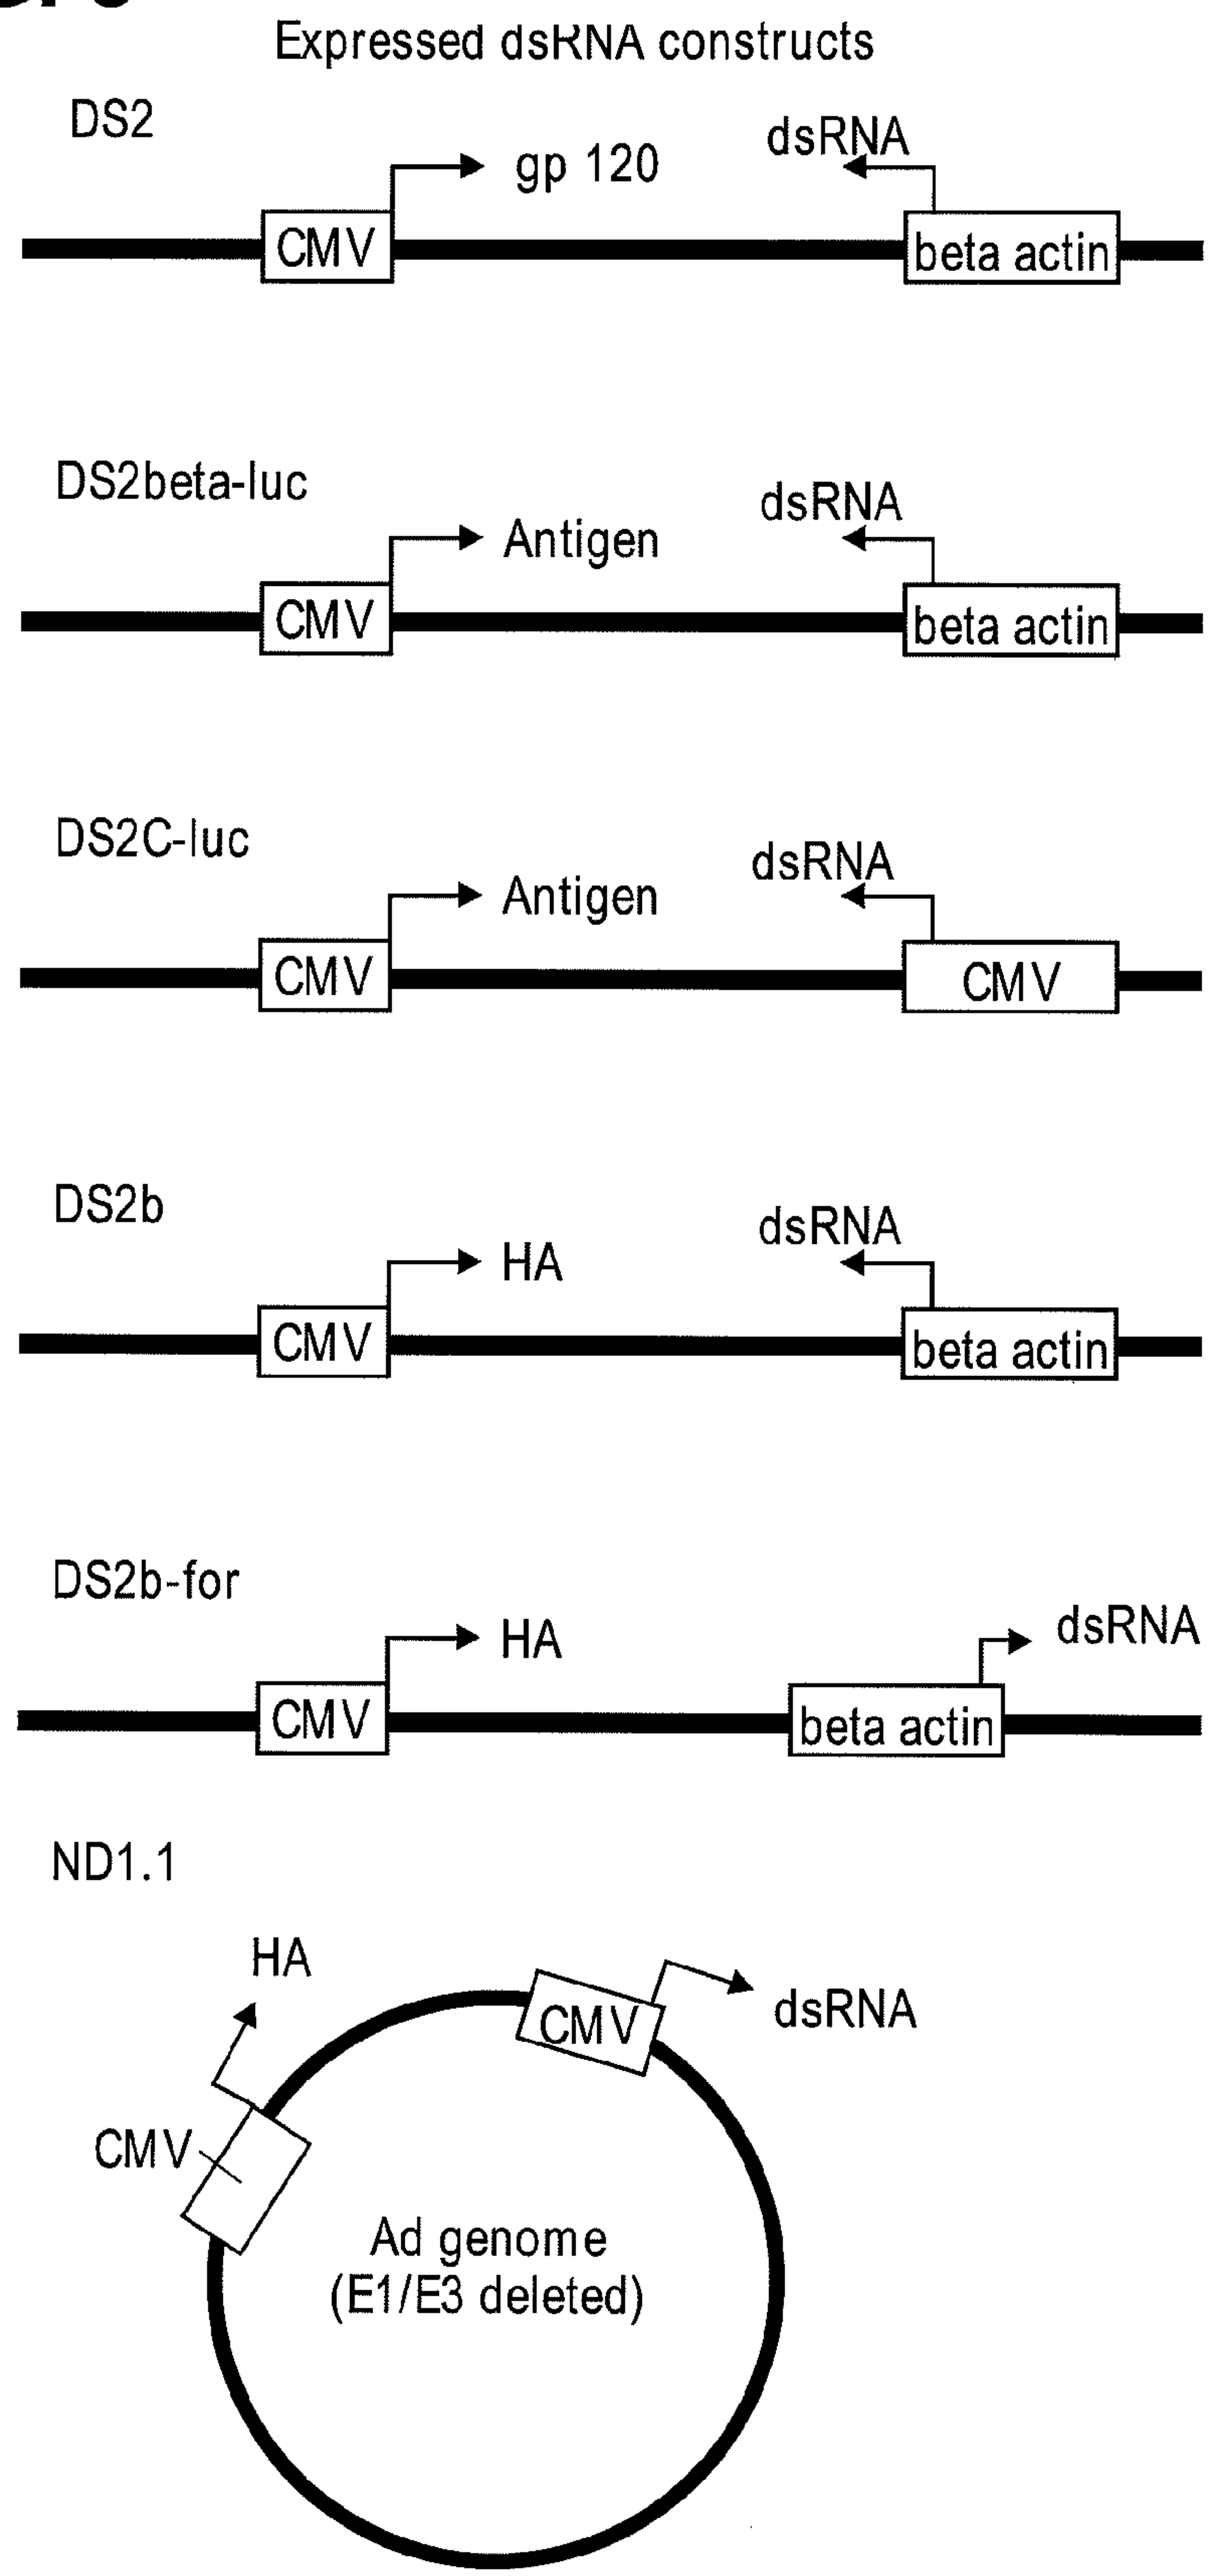 Expressed dsRNA constructs
DS2
gp 120
dsRNA
CMV
beta actin
DS2beta-luc
Antigen
dsRNA
CMV
beta actin
DS2C-luc
Antigen
dsRNA
CMV
CMV
DS2b
HA
dsRNA
CMV
beta actin
DS2b-for
HA
dsRNA
CMV
beta actin
ND1.1
HA
CMV
dsRNA
CMV
Ad genome
(E1/E3 deleted)